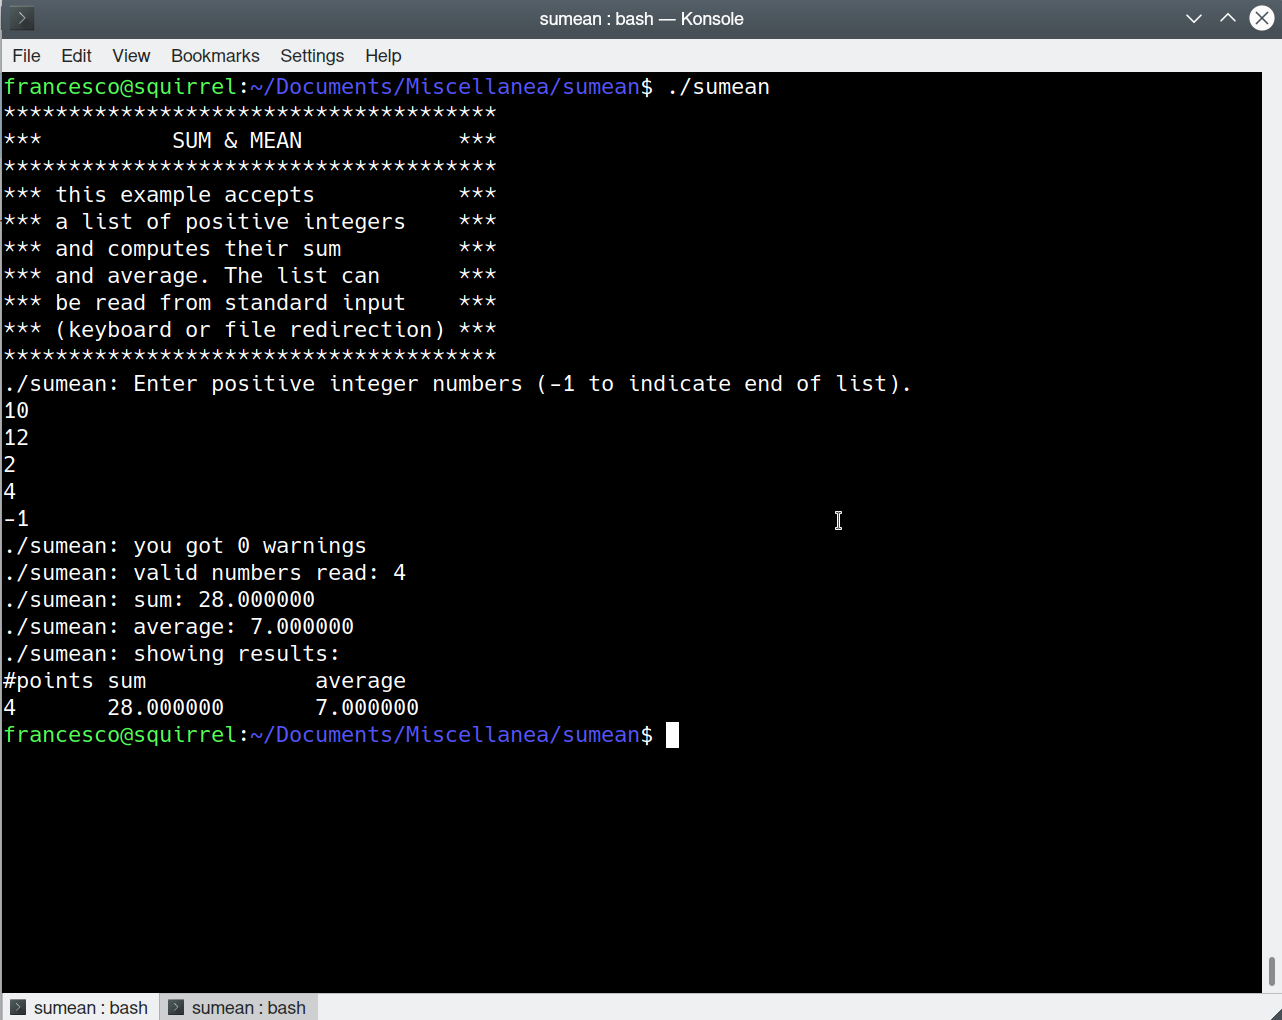 sumean : bash — Konsole
File Edit View Bookmarks Settings Help
francesco@squirrel:~/Documents/Miscellanea/sumean$ ./sumean
**************************************
***          SUM & MEAN            ***
**************************************
*** this example accepts           ***
*** a list of positive integers    ***
*** and computes their sum         ***
*** and average. The list can      ***
*** be read from standard input    ***
*** (keyboard or file redirection) ***
**************************************
./sumean: Enter positive integer numbers (-1 to indicate end of list).
10
12
2
4
-1
./sumean: you got 0 warnings
./sumean: valid numbers read: 4
./sumean: sum: 28.000000
./sumean: average: 7.000000
./sumean: showing results:
#points sum             average
4       28.000000       7.000000
francesco@squirrel:~/Documents/Miscellanea/sumean$
sumean : bash sumean : bash